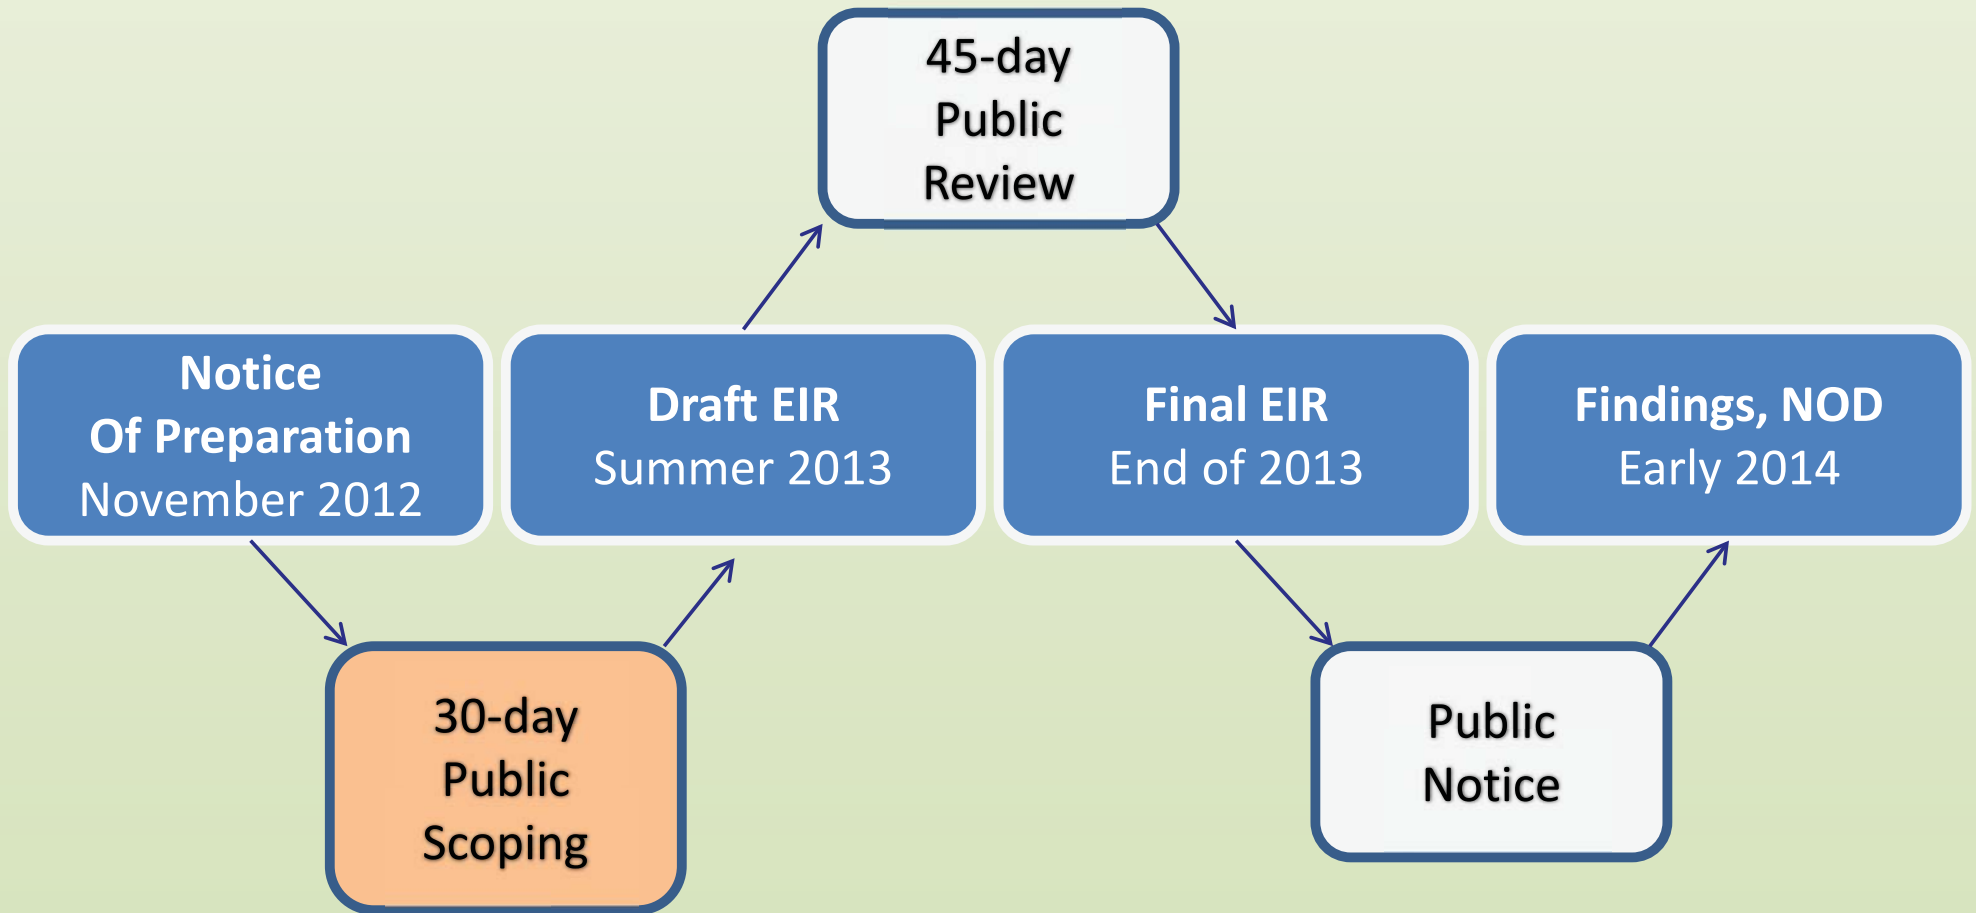 45-day
Public
Review
Notice
Of Preparation
November 2012
Draft EIR
Summer 2013
Final EIR
End of 2013
Findings, NOD
Early 2014
30-day
Public
Scoping
Public
Notice